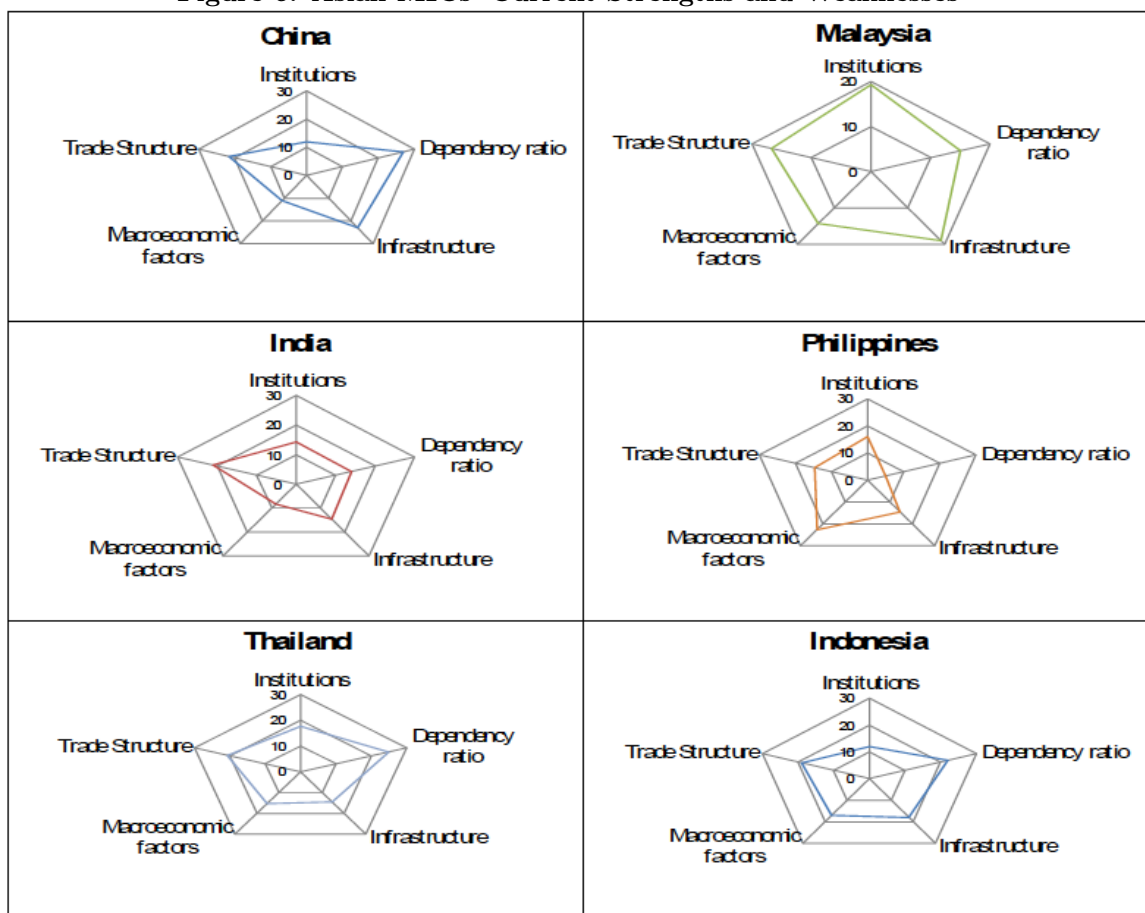 China
Institutions
30
20
10
0
Trade Structure
Dependency ratio
Macroeconomic
factors
Infrastructure
Malaysia
Institutions
20
10
0
Trade Structure
Dependency
ratio
Macroeconomic
factors
Infrastructure
India
Institutions
30
20
10
0
Trade Structure
Dependency
ratio
Macroeconomic
factors
Infrastructure
Philippines
Institutions
30
20
10
0
Trade Structure
Dependency ratio
Macroeconomic
factors
Infrastructure
Thailand
Institutions
30
20
10
0
Trade Structure
Dependency
ratio
Macroeconomic
factors
Infrastructure
Indonesia
Institutions
30
20
10
0
Trade Structure
Dependency ratio
Macroeconomic
factors
Infrastructure